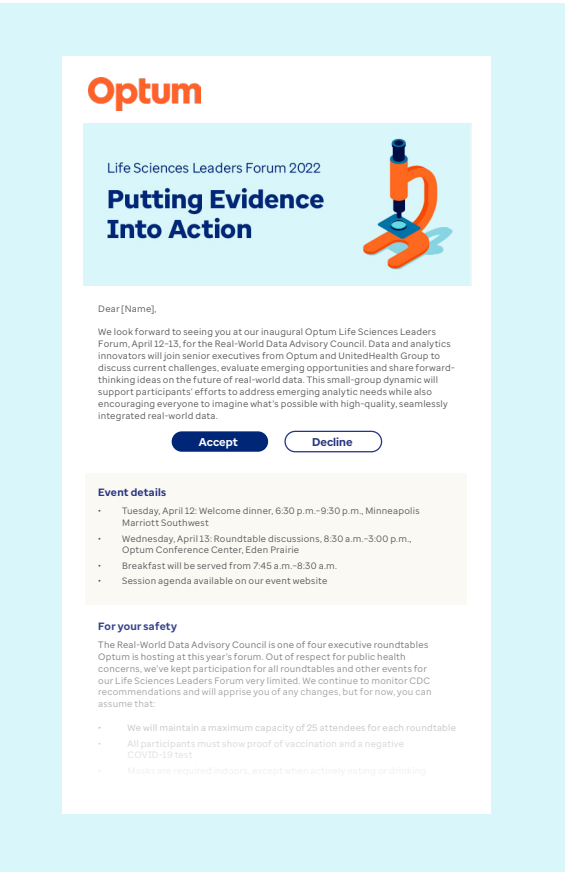 Optum
Life Sciences Leaders Forum 2022
Putting Evidence
Into Action
Dear [Name],
We look forward to seeing you at our inaugural Optum Life Sciences Leaders
Forum, April 12–13, for the Real-World Data Advisory Council. Data and analytics
innovators will join senior executives from Optum and UnitedHealth Group to
discuss current challenges, evaluate emerging opportunities and share forward-
thinking ideas on the future of real-world data. This small-group dynamic will
support participants' efforts to address emerging analytic needs while also
encouraging everyone to imagine what's possible with high-quality, seamlessly
integrated real-world data.
Accept Decline
Event details
• Tuesday, April 12: Welcome dinner, 6:30 p.m.–9:30 p.m., Minneapolis
Marriott Southwest
• Wednesday, April 13: Roundtable discussions, 8:30 a.m.–3:00 p.m.,
Optum Conference Center, Eden Prairie
• Breakfast will be served from 7:45 a.m.–8:30 a.m.
• Session agenda available on our event website
For your safety
The Real-World Data Advisory Council is one of four executive roundtables
Optum is hosting at this year's forum. Out of respect for public health
concerns, we've kept participation for all roundtables and other events for
our Life Sciences Leaders Forum very limited. We continue to monitor CDC
recommendations and will apprise you of any changes, but for now, you can
assume that:
• We will maintain a maximum capacity of 25 attendees for each roundtable
• All participants must show proof of vaccination and a negative
COVID-19 test
• Masks are required indoors, except when actively eating or drinking